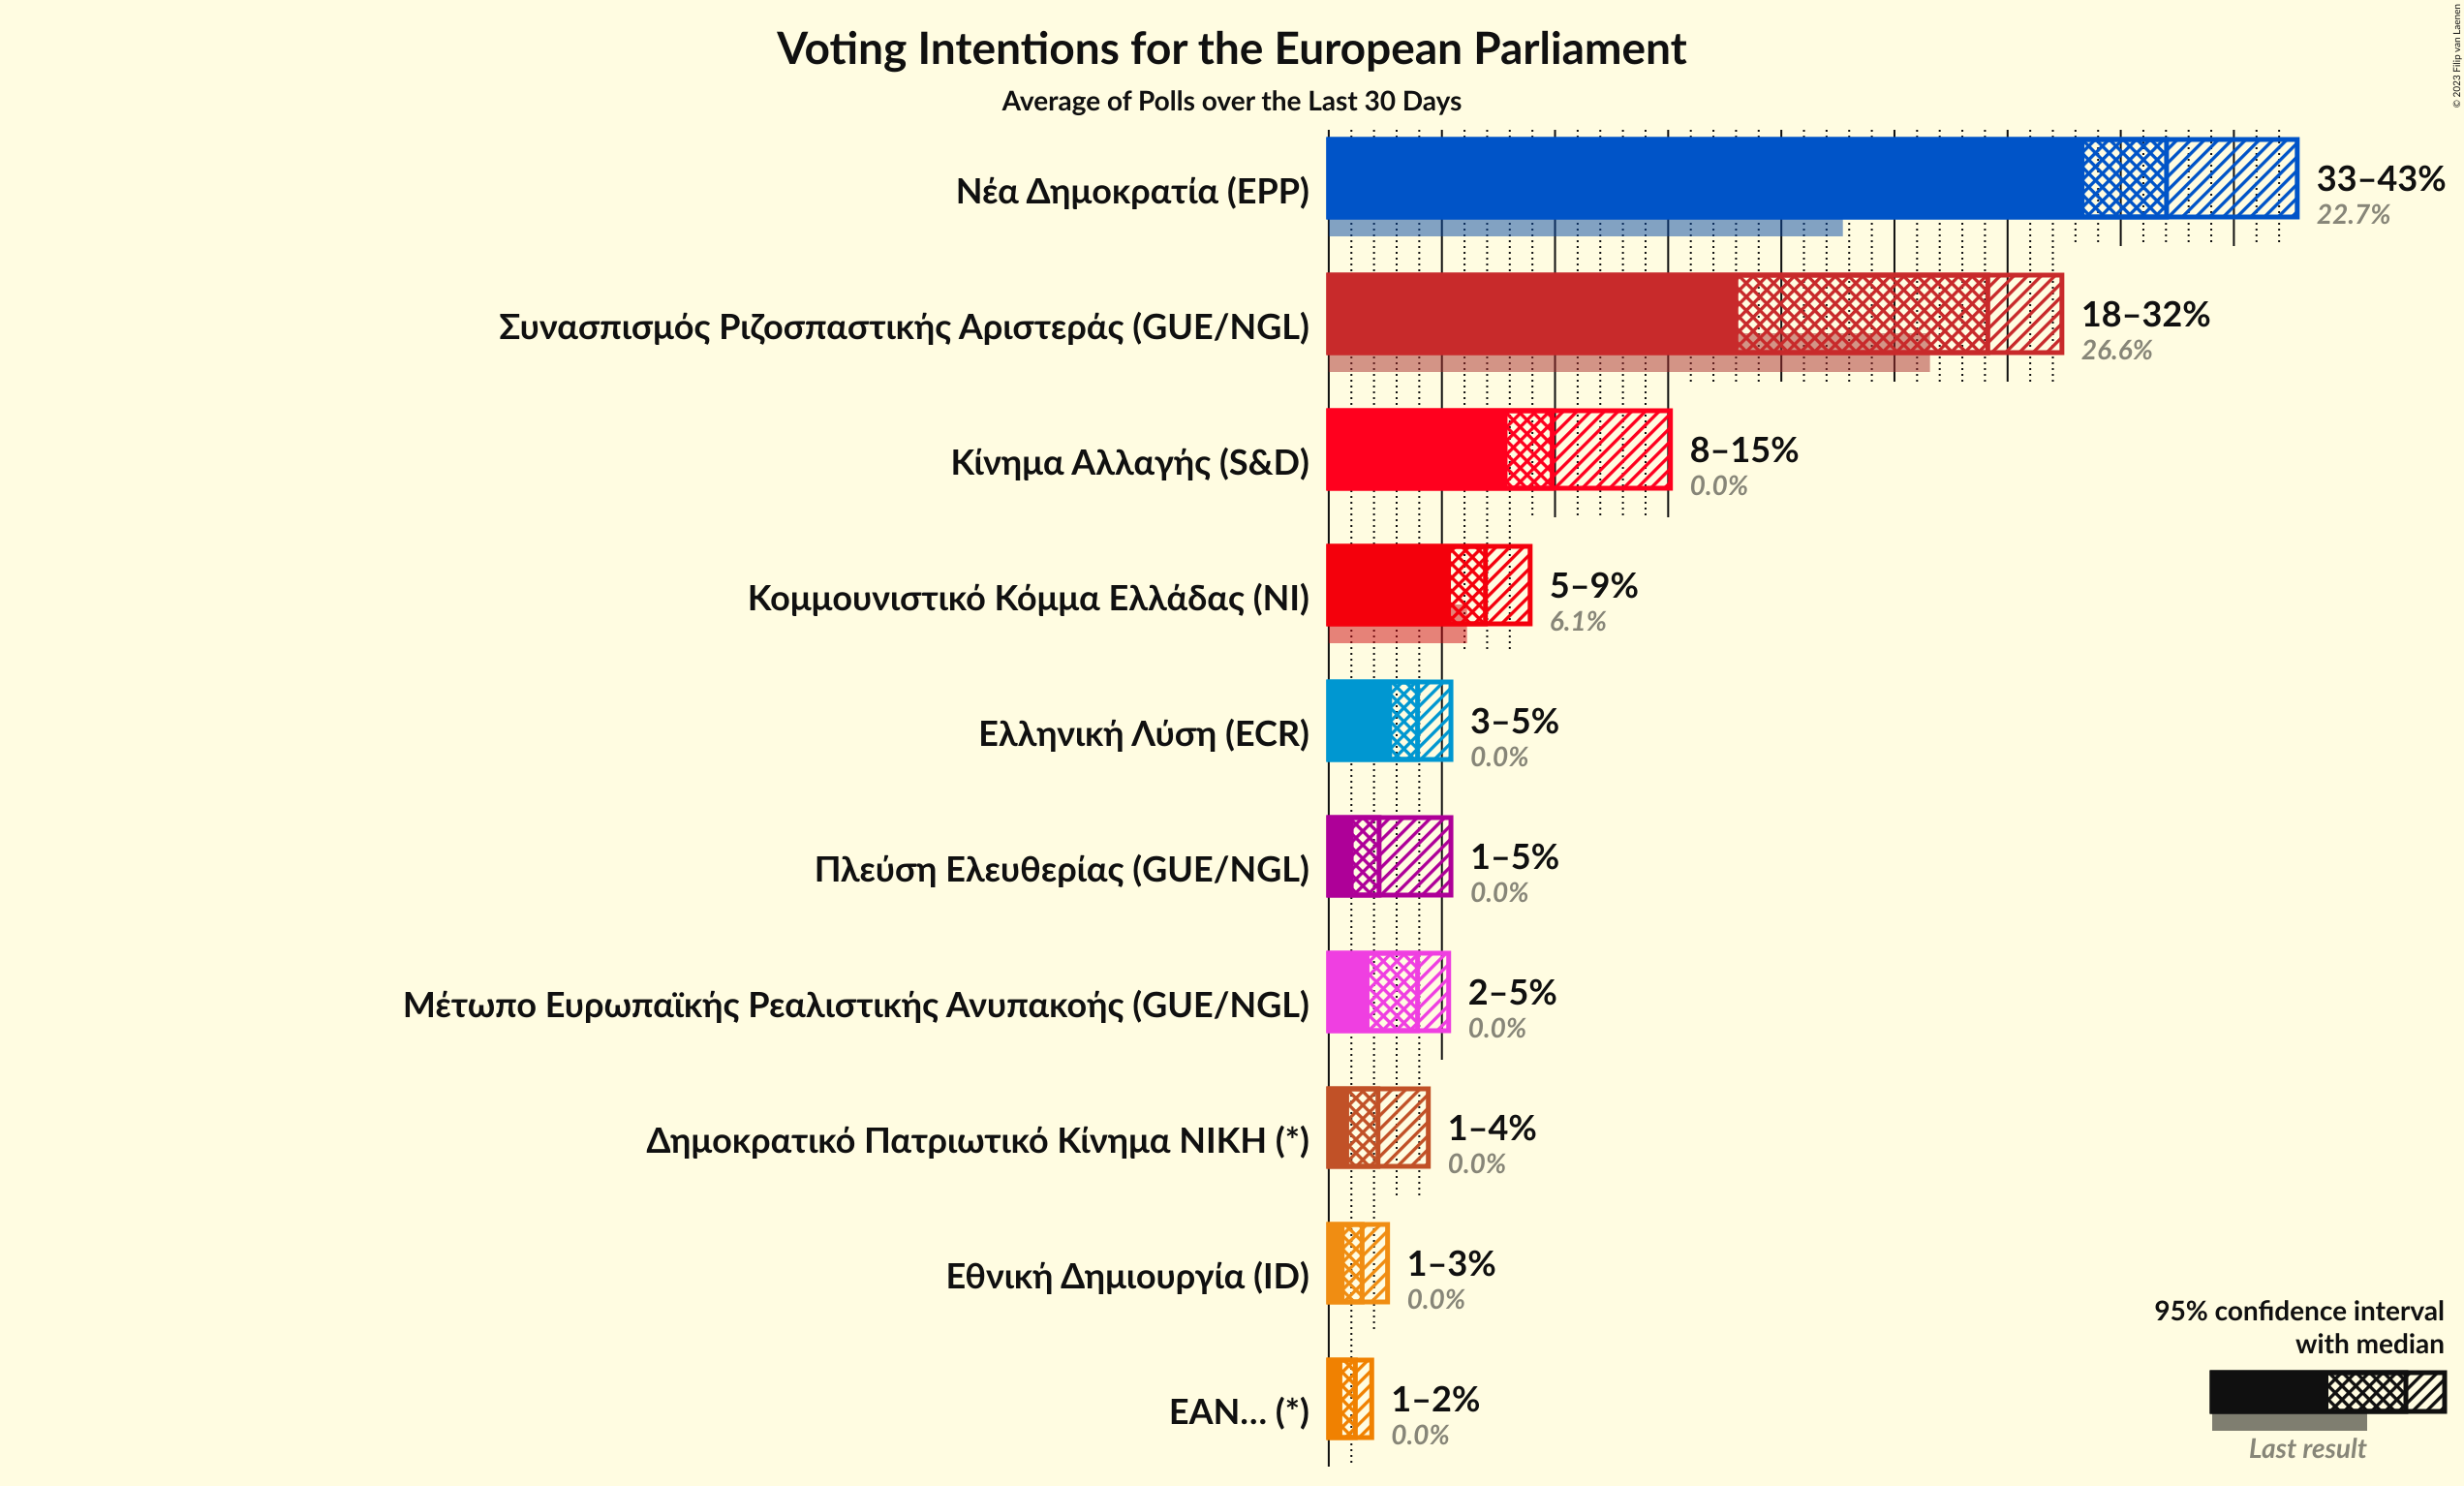 © 2023 Filip van Laenen
Voting Intentions for the European Parliament
Average of Polls over the Last 30 Days
Νέα Δημοκρατία (EPP)
33–43%
22.7%
Συνασπισμός Ριζοσπαστικής Αριστεράς (GUE/NGL)
18–32%
26.6%
Κίνημα Αλλαγής (S&D)
8–15%
0.0%
Κομμουνιστικό Κόμμα Ελλάδας (NI)
5–9%
6.1%
Ελληνική Λύση (ECR)
3–5%
0.0%
Πλεύση Ελευθερίας (GUE/NGL)
1–5%
0.0%
Μέτωπο Ευρωπαϊκής Ρεαλιστικής Ανυπακοής (GUE/NGL)
2–5%
0.0%
Δημοκρατικό Πατριωτικό Κίνημα ΝΙΚΗ (*)
1–4%
0.0%
Εθνική Δημιουργία (ID)
1–3%
0.0%
ΕΑΝ... (*)
1–2%
0.0%
95% confidence interval
with median
Last result